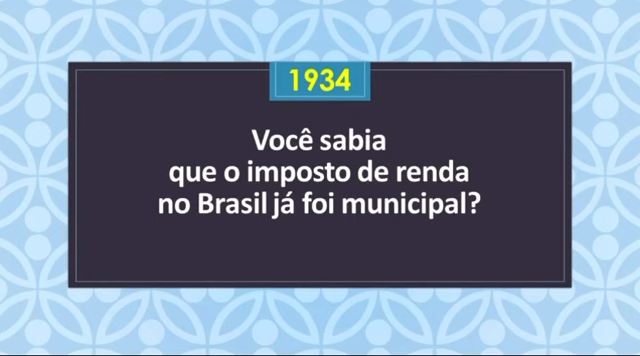 1934
Você sabia
que o imposto de renda
no Brasil já foi municipal?